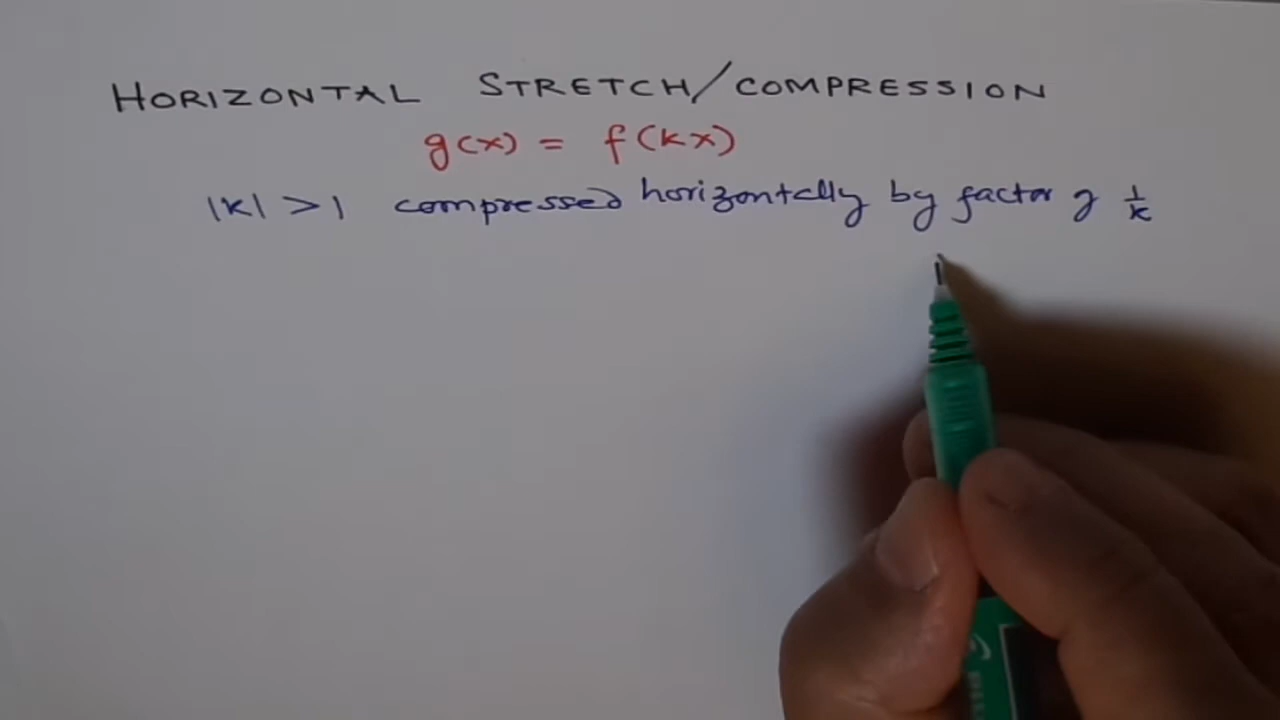 HORIZONTAL STRETCH/COMPRESSION
g(x) = f(kx)
|k| > 1 compressed horizontally by factor of 1/k